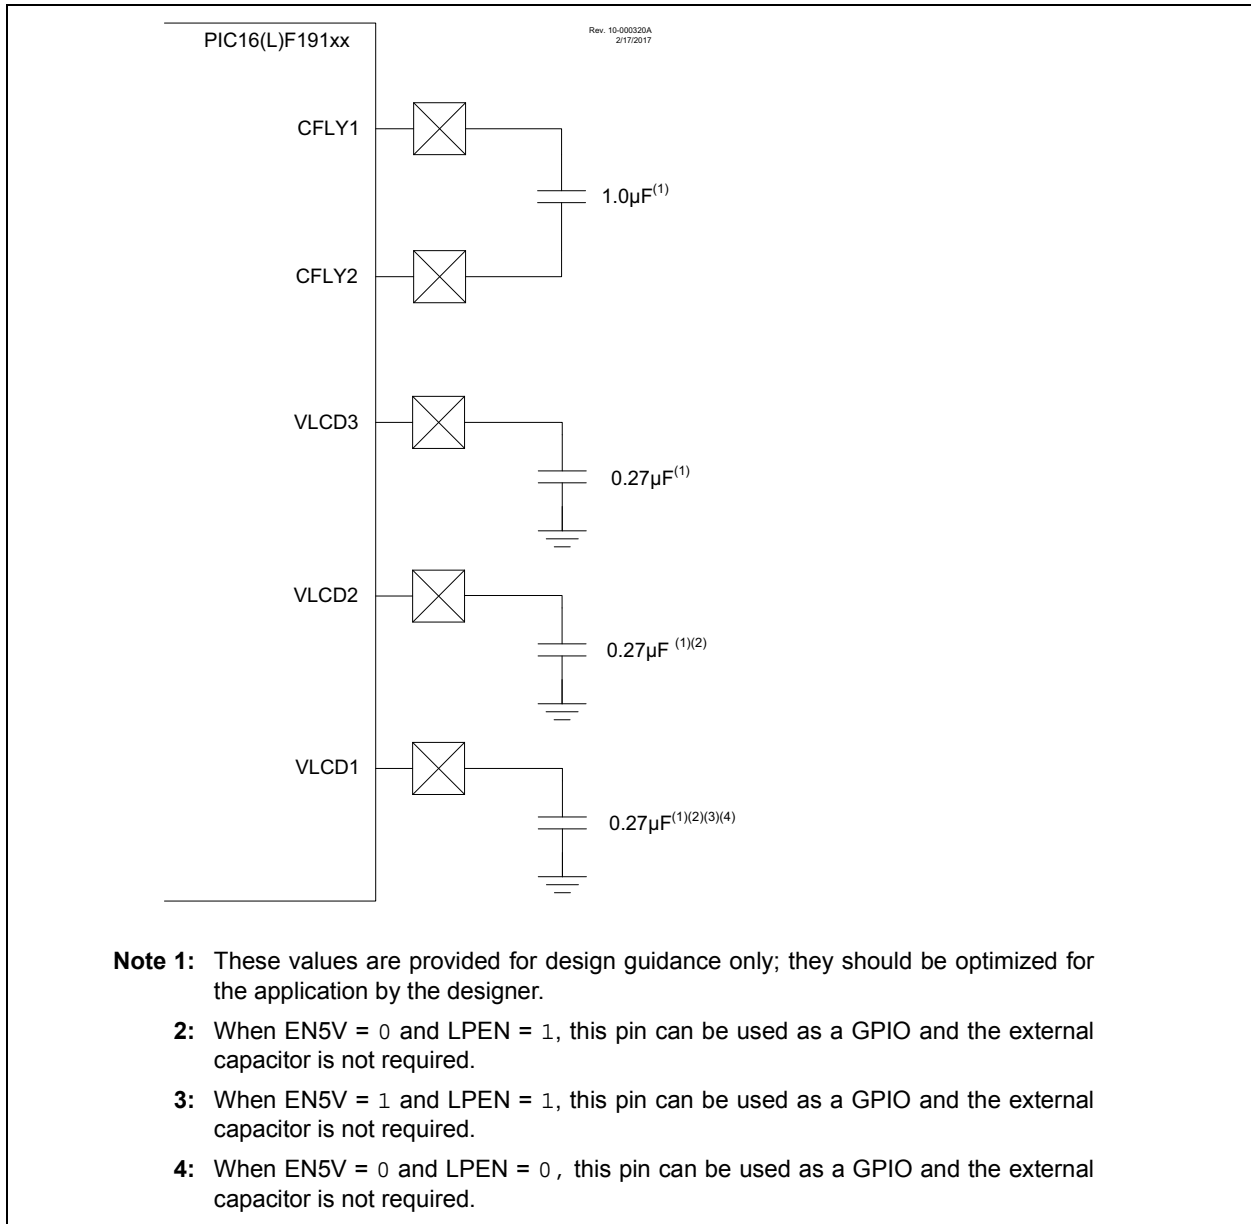 PIC16(L)F191xx
Rev. 10-000320A
2/17/2017
CFLY1
1.0µF(1)
CFLY2
VLCD3
0.27µF(1)
VLCD2
0.27µF (1)(2)
VLCD1
0.27µF(1)(2)(3)(4)
Note 1: These values are provided for design guidance only; they should be optimized for
the application by the designer.
2: When EN5V = 0 and LPEN = 1, this pin can be used as a GPIO and the external
capacitor is not required.
3: When EN5V = 1 and LPEN = 1, this pin can be used as a GPIO and the external
capacitor is not required.
4: When EN5V = 0 and LPEN = 0, this pin can be used as a GPIO and the external
capacitor is not required.